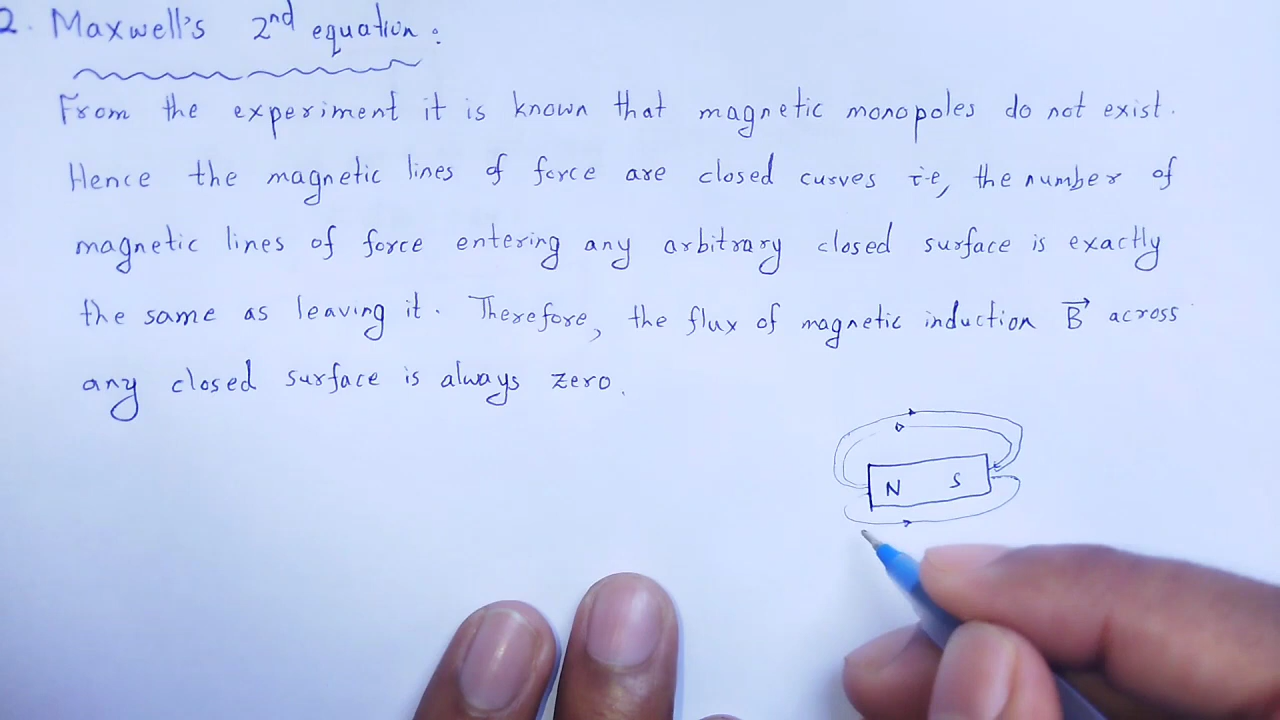 2. Maxwell's 2nd equation:
From the experiment it is known that magnetic monopoles do not exist.
Hence the magnetic lines of force are closed curves i.e, the number of
magnetic lines of force entering any arbitrary closed surface is exactly
the same as leaving it. Therefore, the flux of magnetic induction B⃗ across
any closed surface is always zero.
N S